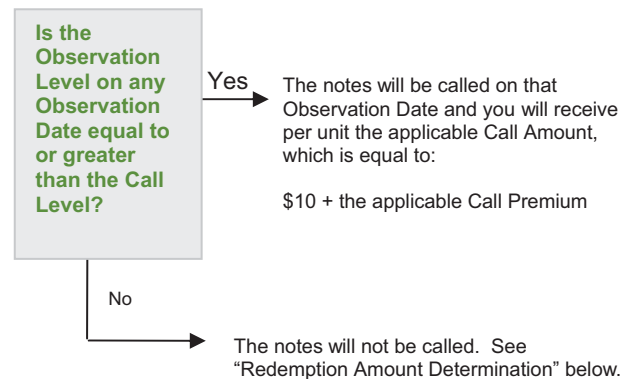 Is the
Observation
Level on any
Observation
Date equal to
or greater
than the Call
Level?
Yes
The notes will be called on that
Observation Date and you will receive
per unit the applicable Call Amount,
which is equal to:
$10 + the applicable Call Premium
No
The notes will not be called. See
“Redemption Amount Determination” below.